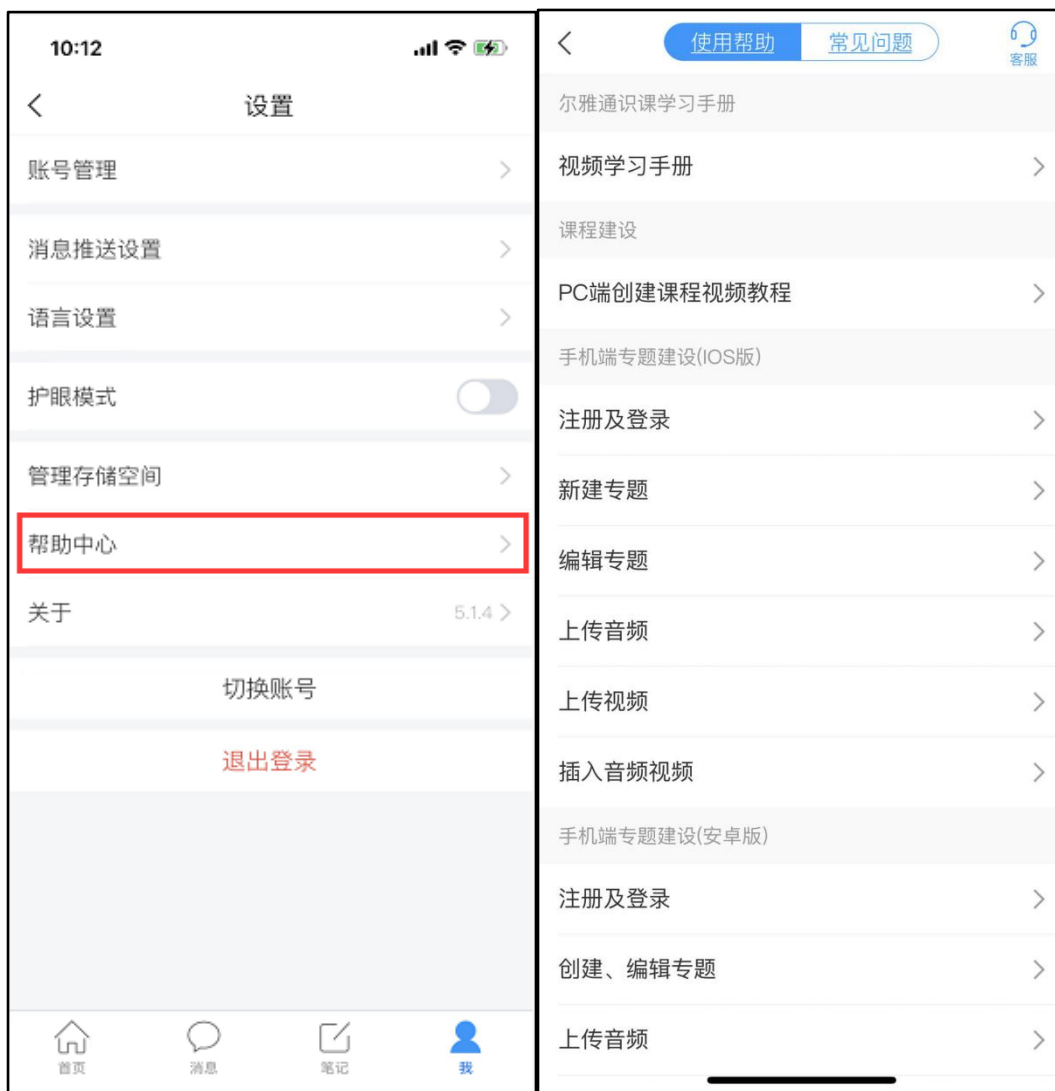 10:12
设置
账号管理
消息推送设置
语言设置
护眼模式
管理存储空间
帮助中心
关于 5.1.4
切换账号
退出登录
首页 消息 笔记 我
使用帮助 常见问题 客服
尔雅通识课学习手册
视频学习手册
课程建设
PC端创建课程视频教程
手机端专题建设(IOS版)
注册及登录
新建专题
编辑专题
上传音频
上传视频
插入音频视频
手机端专题建设(安卓版)
注册及登录
创建、编辑专题
上传音频